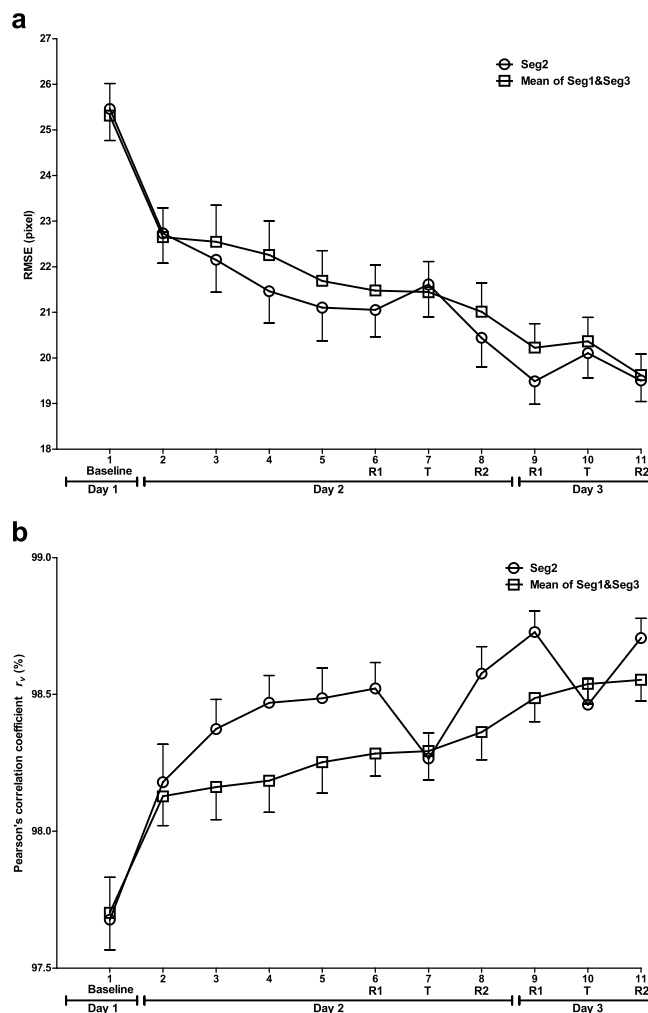 a
27
26
25
24
23
22
21
20
19
18
RMSE (pixel)
Seg2
Mean of Seg1&Seg3
1 2 3 4 5 6 7 8 9 10 11
Baseline R1 T R2 R1 T R2
Day 1 Day 2 Day 3
b
99.0
98.5
98.0
97.5
Pearson's correlation coefficient rv (%)
Seg2
Mean of Seg1&Seg3
1 2 3 4 5 6 7 8 9 10 11
Baseline R1 T R2 R1 T R2
Day 1 Day 2 Day 3